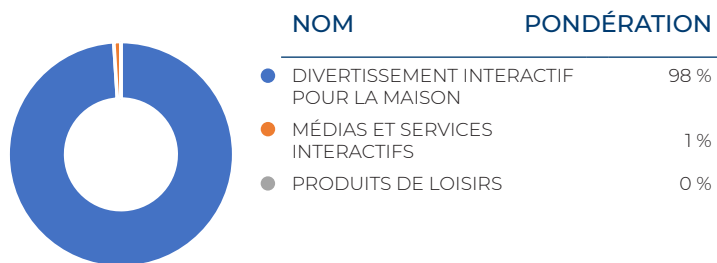 NOM PONDÉRATION
DIVERTISSEMENT INTERACTIF
POUR LA MAISON 98 %
MÉDIAS ET SERVICES
INTERACTIFS 1 %
PRODUITS DE LOISIRS 0 %